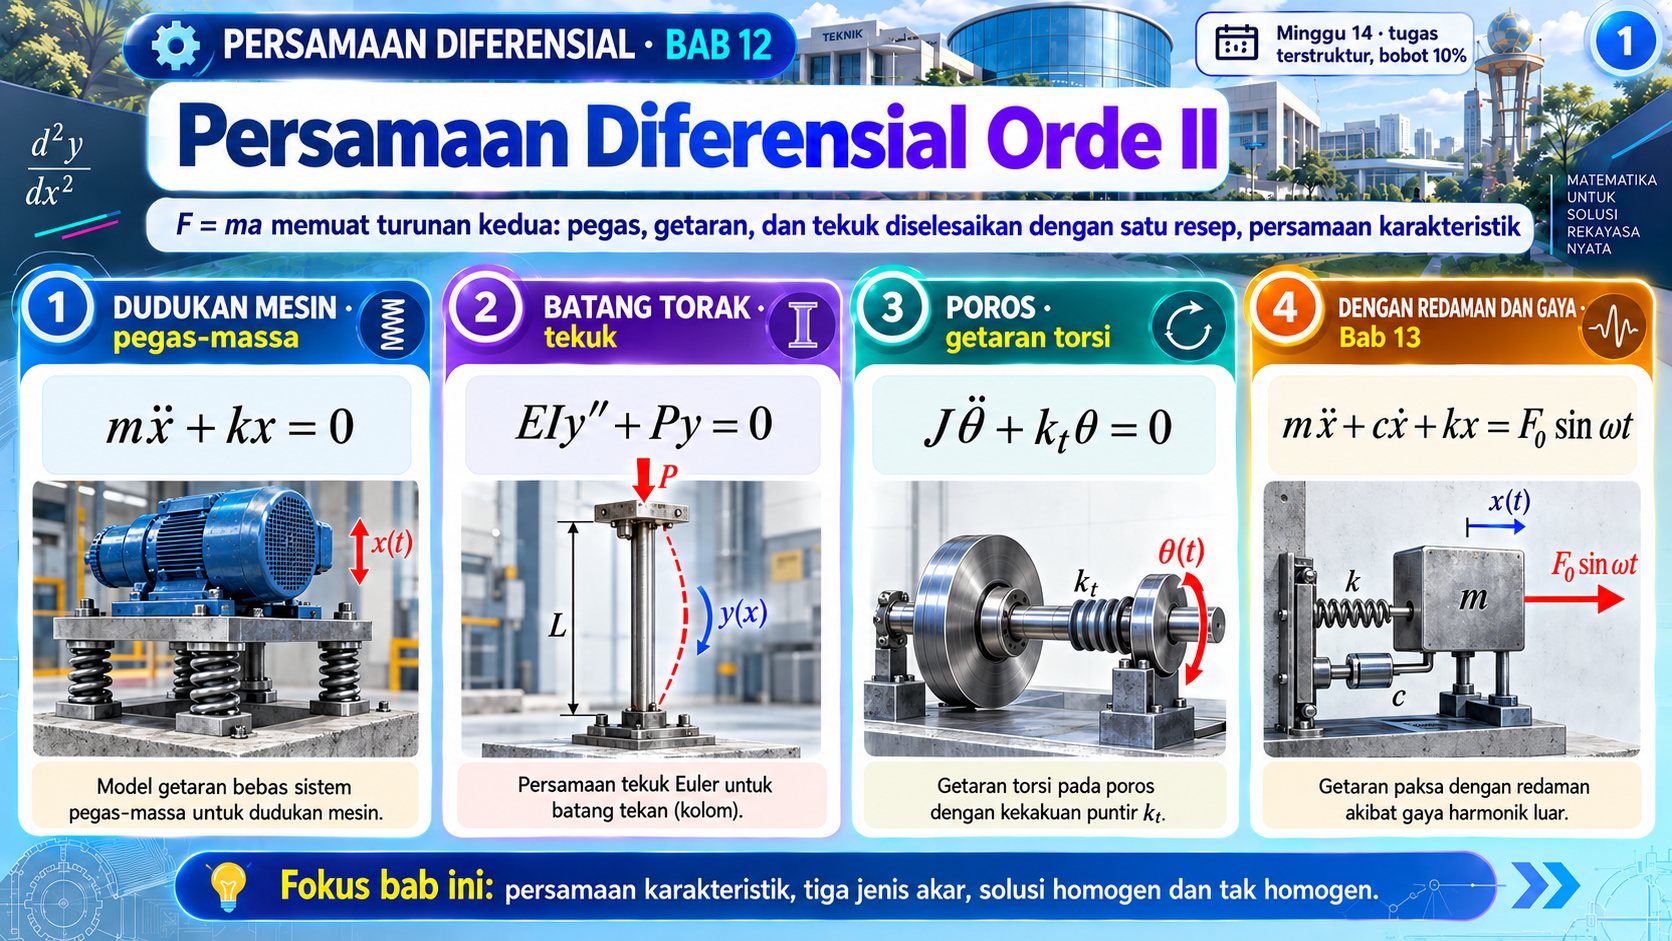 TEKNIK
PERSAMAAN DIFERENSIAL · BAB 12
Minggu 14 · tugas
terstruktur, bobot 10%
1
d²y
dx²
Persamaan Diferensial Orde II
F = ma memuat turunan kedua: pegas, getaran, dan tekuk diselesaikan dengan satu resep, persamaan karakteristik
MATEMATIKA
UNTUK
SOLUSI
REKAYASA
NYATA
1
DUDUKAN MESIN ·
pegas-massa
mẍ + kx = 0
x(t)
Model getaran bebas sistem
pegas-massa untuk dudukan mesin.
2
BATANG TORAK ·
tekuk
EIy″ + Py = 0
P
L
y(x)
Persamaan tekuk Euler untuk
batang tekan (kolom).
3
POROS ·
getaran torsi
Jθ̈ + kₜθ = 0
θ(t)
kₜ
Getaran torsi pada poros
dengan kekakuan puntir kₜ.
4
DENGAN REDAMAN DAN GAYA ·
Bab 13
mẍ + cẋ + kx = F₀ sin ωt
x(t)
F₀ sin ωt
k
m
c
Getaran paksa dengan redaman
akibat gaya harmonik luar.
Fokus bab ini: persamaan karakteristik, tiga jenis akar, solusi homogen dan tak homogen.